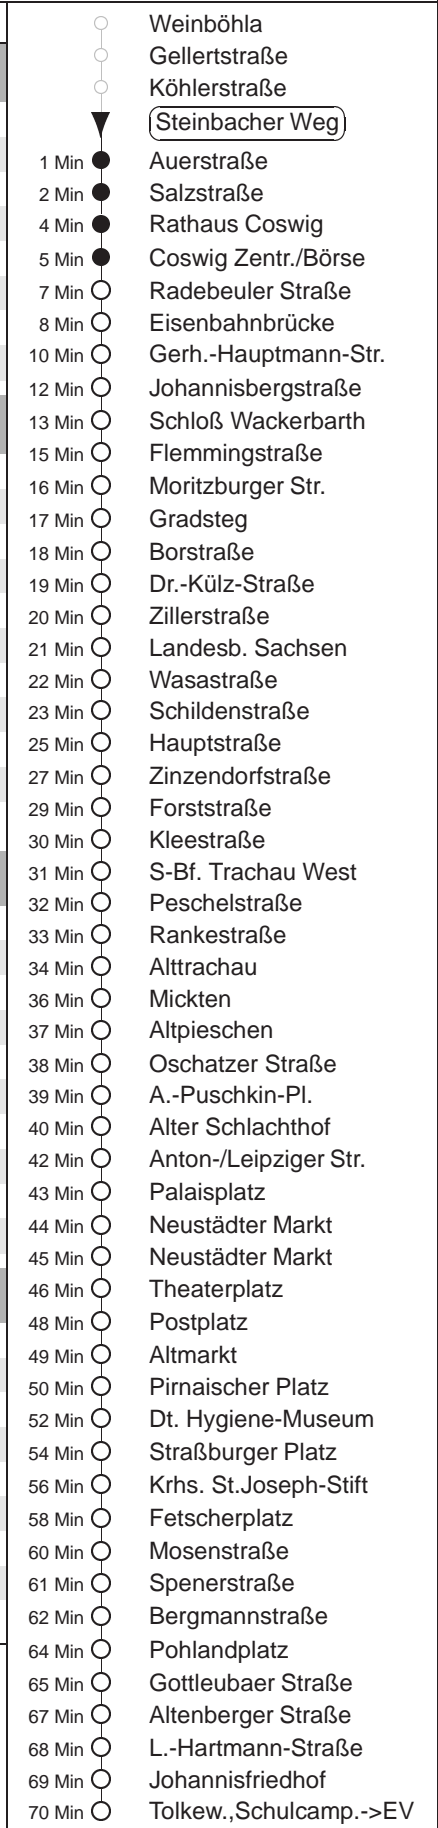 Weinböhla
Gellertstraße
Köhlerstraße
Steinbacher Weg
1 Min Auerstraße
2 Min Salzstraße
4 Min Rathaus Coswig
5 Min Coswig Zentr./Börse
7 Min Radebeuler Straße
8 Min Eisenbahnbrücke
10 Min Gerh.-Hauptmann-Str.
12 Min Johannisbergstraße
13 Min Schloß Wackerbarth
15 Min Flemmingstraße
16 Min Moritzburger Str.
17 Min Gradsteg
18 Min Borstraße
19 Min Dr.-Külz-Straße
20 Min Zillerstraße
21 Min Landesb. Sachsen
22 Min Wasastraße
23 Min Schildenstraße
25 Min Hauptstraße
27 Min Zinzendorfstraße
29 Min Forststraße
30 Min Kleestraße
31 Min S-Bf. Trachau West
32 Min Peschelstraße
33 Min Rankestraße
34 Min Alttrachau
36 Min Mickten
37 Min Altpieschen
38 Min Oschatzer Straße
39 Min A.-Puschkin-Pl.
40 Min Alter Schlachthof
42 Min Anton-/Leipziger Str.
43 Min Palaisplatz
44 Min Neustädter Markt
45 Min Neustädter Markt
46 Min Theaterplatz
48 Min Postplatz
49 Min Altmarkt
50 Min Pirnaischer Platz
52 Min Dt. Hygiene-Museum
54 Min Straßburger Platz
56 Min Krhs. St.Joseph-Stift
58 Min Fetscherplatz
60 Min Mosenstraße
61 Min Spenerstraße
62 Min Bergmannstraße
64 Min Pohlandplatz
65 Min Gottleubaer Straße
67 Min Altenberger Straße
68 Min L.-Hartmann-Straße
69 Min Johannisfriedhof
70 Min Tolkew.,Schulcamp.->EV